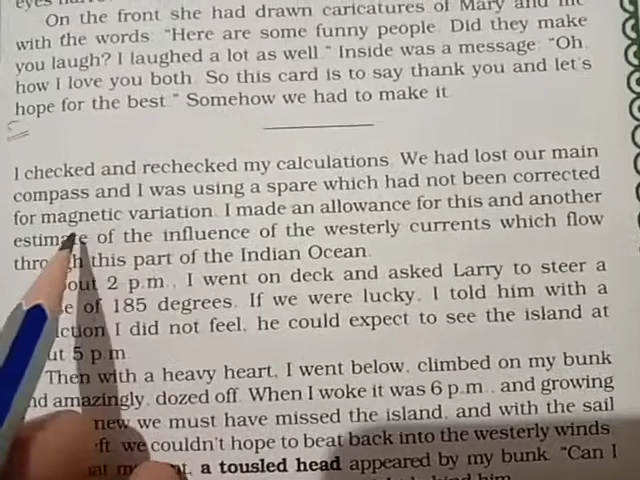 On the front she had drawn caricatures of Mary and me
with the words "Here are some funny people. Did they make
you laugh? I laughed a lot as well." Inside was a message "Oh
how I love you both. So this card is to say thank you and let's
hope for the best." Somehow we had to make it
I checked and rechecked my calculations. We had lost our main
compass and I was using a spare which had not been corrected
for magnetic variation. I made an allowance for this and another
estimate of the influence of the westerly currents which flow
through this part of the Indian Ocean.
2 p.m., I went on deck and asked Larry to steer a
of 185 degrees. If we were lucky, I told him with a
I did not feel, he could expect to see the island at
5 p.m.
Then with a heavy heart, I went below, climbed on my bunk
amazingly, dozed off. When I woke it was 6 p.m., and growing
we must have missed the island, and with the sail
we couldn't hope to beat back into the westerly winds
a tousled head appeared by my bunk. "Can I